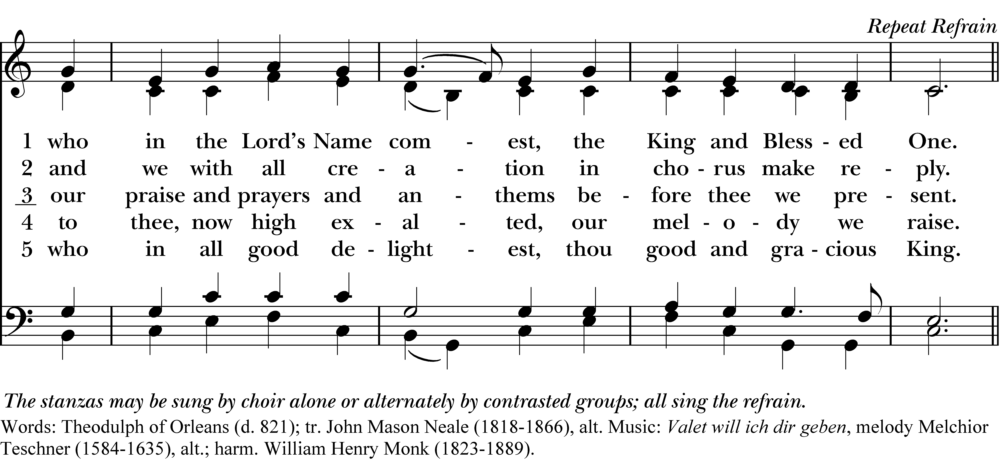 Repeat Refrain
1 who in the Lord's Name com - est, the King and Bless - ed One.
2 and we with all cre - a - tion in cho - rus make re - ply.
3 our praise and prayers and an - thems be - fore thee we pre - sent.
4 to thee, now high ex - al - ted, our mel - o - dy we raise.
5 who in all good de - light - est, thou good and gra - cious King.
The stanzas may be sung by choir alone or alternately by contrasted groups; all sing the refrain.
Words: Theodulph of Orleans (d. 821); tr. John Mason Neale (1818-1866), alt. Music: Valet will ich dir geben, melody Melchior
Teschner (1584-1635), alt.; harm. William Henry Monk (1823-1889).